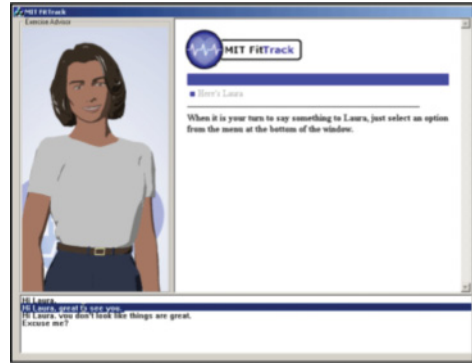 MIT FitTrack
Exercise Advisor
MIT FitTrack
Here's Laura
When it is your turn to say something to Laura, just select an option
from the menu at the bottom of the window.
Hi Laura.
Hi Laura, great to see you.
Hi Laura, you don't look like things are great.
Excuse me?